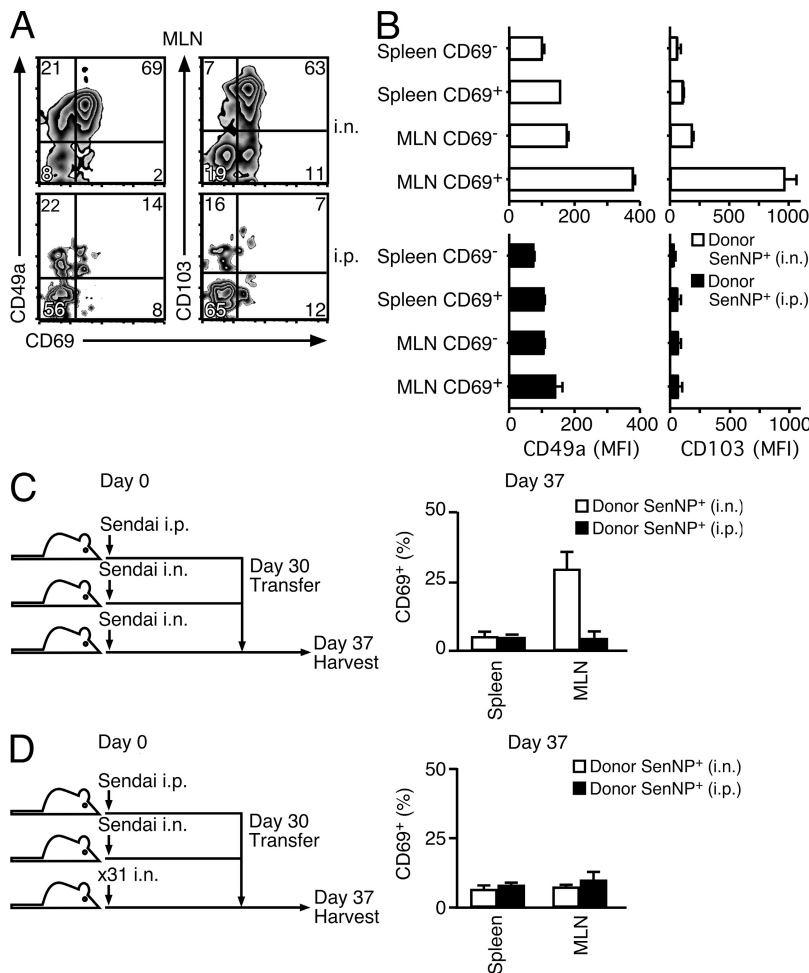 A
MLN
21 69
8 2
7 63
19 11
i.n.
22 14
56 8
16 7
65 12
i.p.
CD49a
CD103
CD69
B
Spleen CD69⁻
Spleen CD69⁺
MLN CD69⁻
MLN CD69⁺
0 200 400
0 500 1000
Donor
SenNP⁺ (i.n.)
Donor
SenNP⁺ (i.p.)
Spleen CD69⁻
Spleen CD69⁺
MLN CD69⁻
MLN CD69⁺
0 200 400
0 500 1000
CD49a (MFI)
CD103 (MFI)
C
Day 0
Sendai i.p.
Sendai i.n.
Sendai i.n.
Day 30
Transfer
Day 37
Harvest
Day 37
Donor SenNP⁺ (i.n.)
Donor SenNP⁺ (i.p.)
CD69⁺ (%)
50
25
0
Spleen
MLN
D
Day 0
Sendai i.p.
Sendai i.n.
x31 i.n.
Day 30
Transfer
Day 37
Harvest
Day 37
Donor SenNP⁺ (i.n.)
Donor SenNP⁺ (i.p.)
CD69⁺ (%)
50
25
0
Spleen
MLN